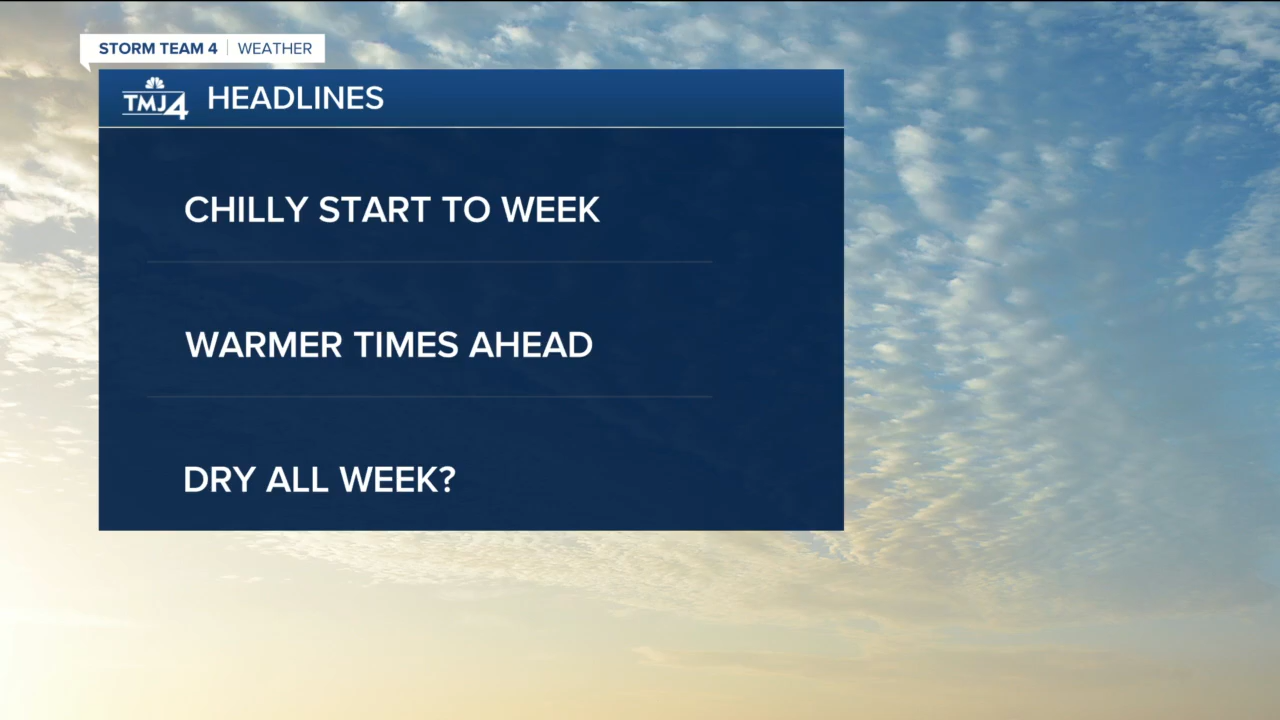 STORM TEAM 4 | WEATHER
TMJ4 HEADLINES
CHILLY START TO WEEK
WARMER TIMES AHEAD
DRY ALL WEEK?